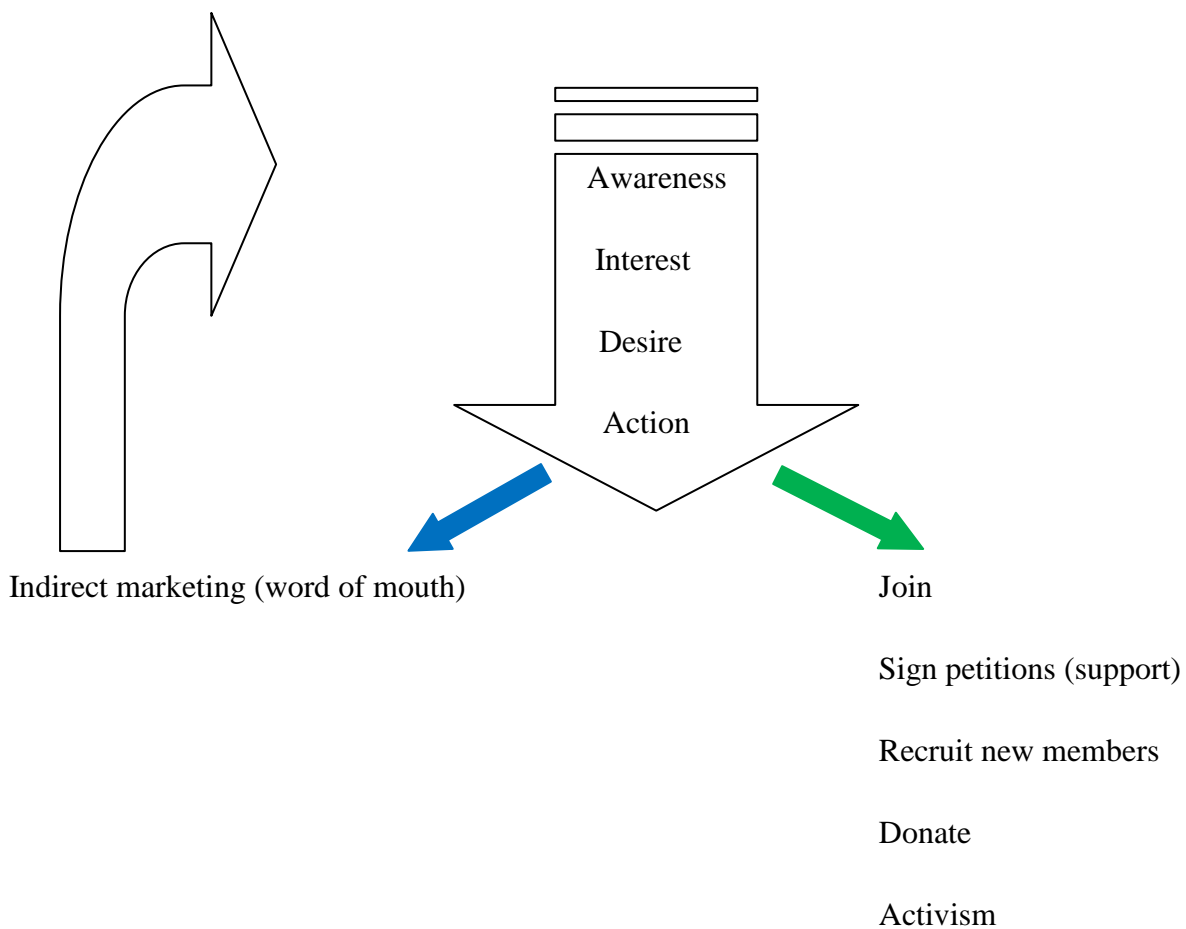 Awareness
Interest
Desire
Action
Indirect marketing (word of mouth)
Join
Sign petitions (support)
Recruit new members
Donate
Activism